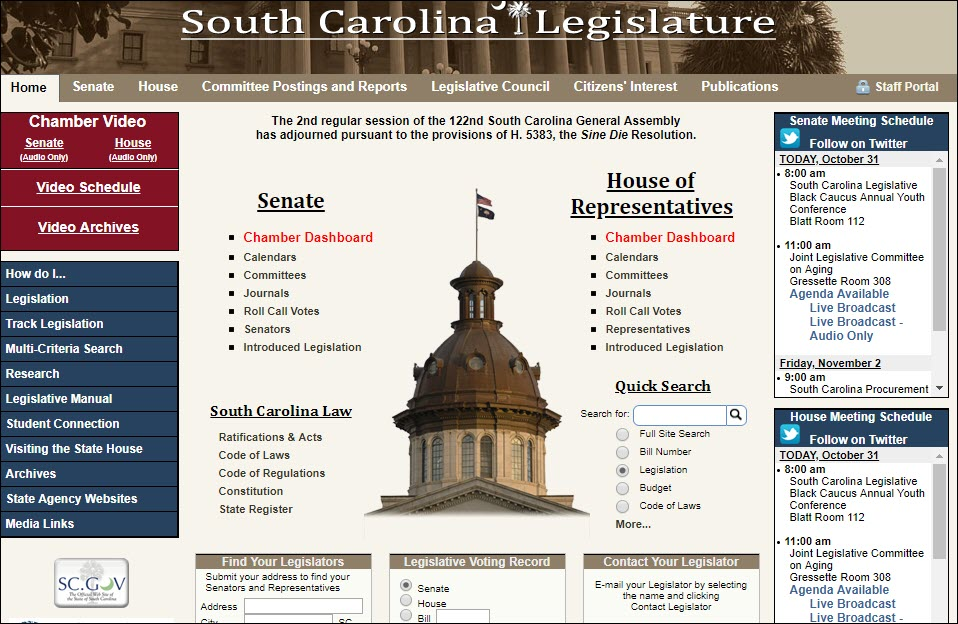 South Carolina Legislature
Home Senate House Committee Postings and Reports Legislative Council Citizens' Interest Publications Staff Portal
Chamber Video
Senate House
(Audio Only) (Audio Only)
Video Schedule
Video Archives
How do I...
Legislation
Track Legislation
Multi-Criteria Search
Research
Legislative Manual
Student Connection
Visiting the State House
Archives
State Agency Websites
Media Links
SC.GOV
The Official Web Site of
the State of South Carolina
The 2nd regular session of the 122nd South Carolina General Assembly
has adjourned pursuant to the provisions of H. 5383, the Sine Die Resolution.
Senate
Chamber Dashboard
Calendars
Committees
Journals
Roll Call Votes
Senators
Introduced Legislation
House of
Representatives
Chamber Dashboard
Calendars
Committees
Journals
Roll Call Votes
Representatives
Introduced Legislation
South Carolina Law
Ratifications & Acts
Code of Laws
Code of Regulations
Constitution
State Register
Quick Search
Search for:
Full Site Search
Bill Number
Legislation
Budget
Code of Laws
More...
Find Your Legislators
Submit your address to find your
Senators and Representatives
Address
City SC
Legislative Voting Record
Senate
House
Bill
Contact Your Legislator
E-mail your Legislator by selecting
the name and clicking
Contact Legislator
Senate Meeting Schedule
Follow on Twitter
TODAY, October 31
8:00 am
South Carolina Legislative
Black Caucus Annual Youth
Conference
Blatt Room 112
11:00 am
Joint Legislative Committee
on Aging
Gressette Room 308
Agenda Available
Live Broadcast
Live Broadcast -
Audio Only
Friday, November 2
9:00 am
South Carolina Procurement
House Meeting Schedule
Follow on Twitter
TODAY, October 31
8:00 am
South Carolina Legislative
Black Caucus Annual Youth
Conference
Blatt Room 112
11:00 am
Joint Legislative Committee
on Aging
Gressette Room 308
Agenda Available
Live Broadcast
Live Broadcast -